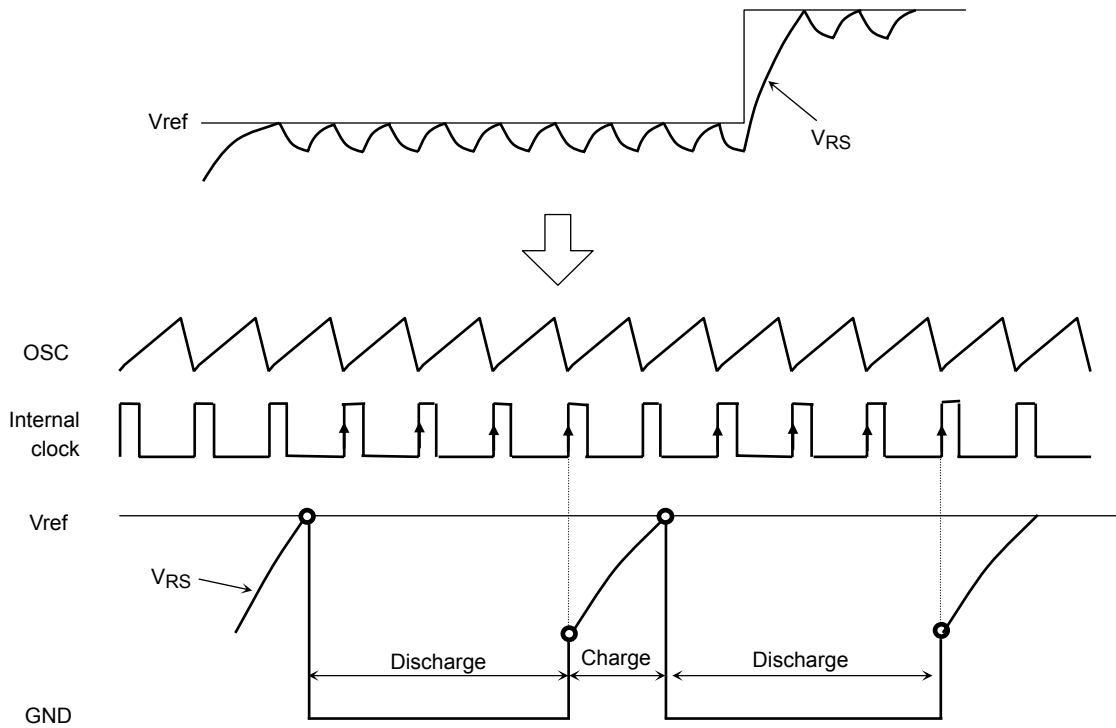 Vref
VRS
OSC
Internal
clock
Vref
VRS
Discharge
Charge
Discharge
GND